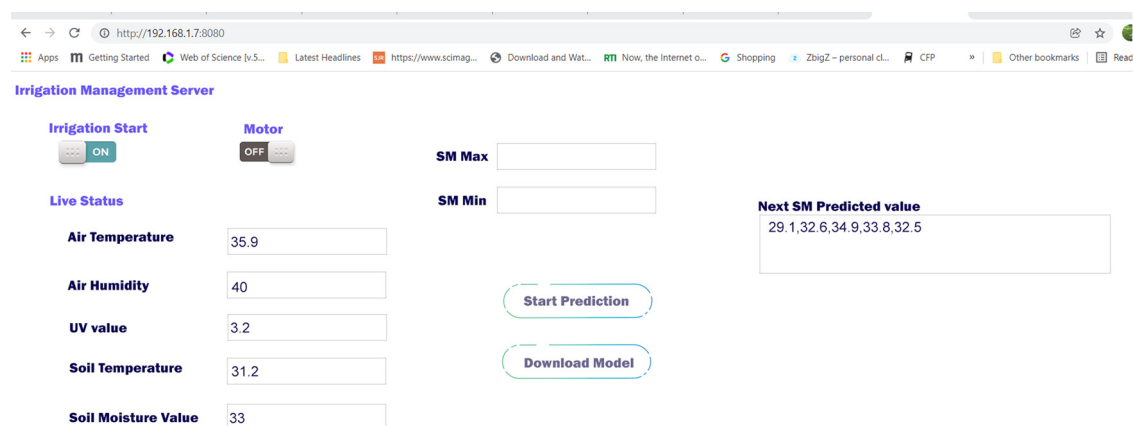 http://192.168.1.7:8080
Apps Getting Started Web of Science [v.5... Latest Headlines SJR https://www.scimag... Download and Wat... RTI Now, the Internet o... Shopping z ZbigZ – personal cl... CFP » Other bookmarks Read
Irrigation Management Server
Irrigation Start Motor
ON OFF
SM Max
Live Status SM Min
Next SM Predicted value
29.1,32.6,34.9,33.8,32.5
Air Temperature 35.9
Air Humidity 40
Start Prediction
UV value 3.2
Soil Temperature 31.2
Download Model
Soil Moisture Value 33